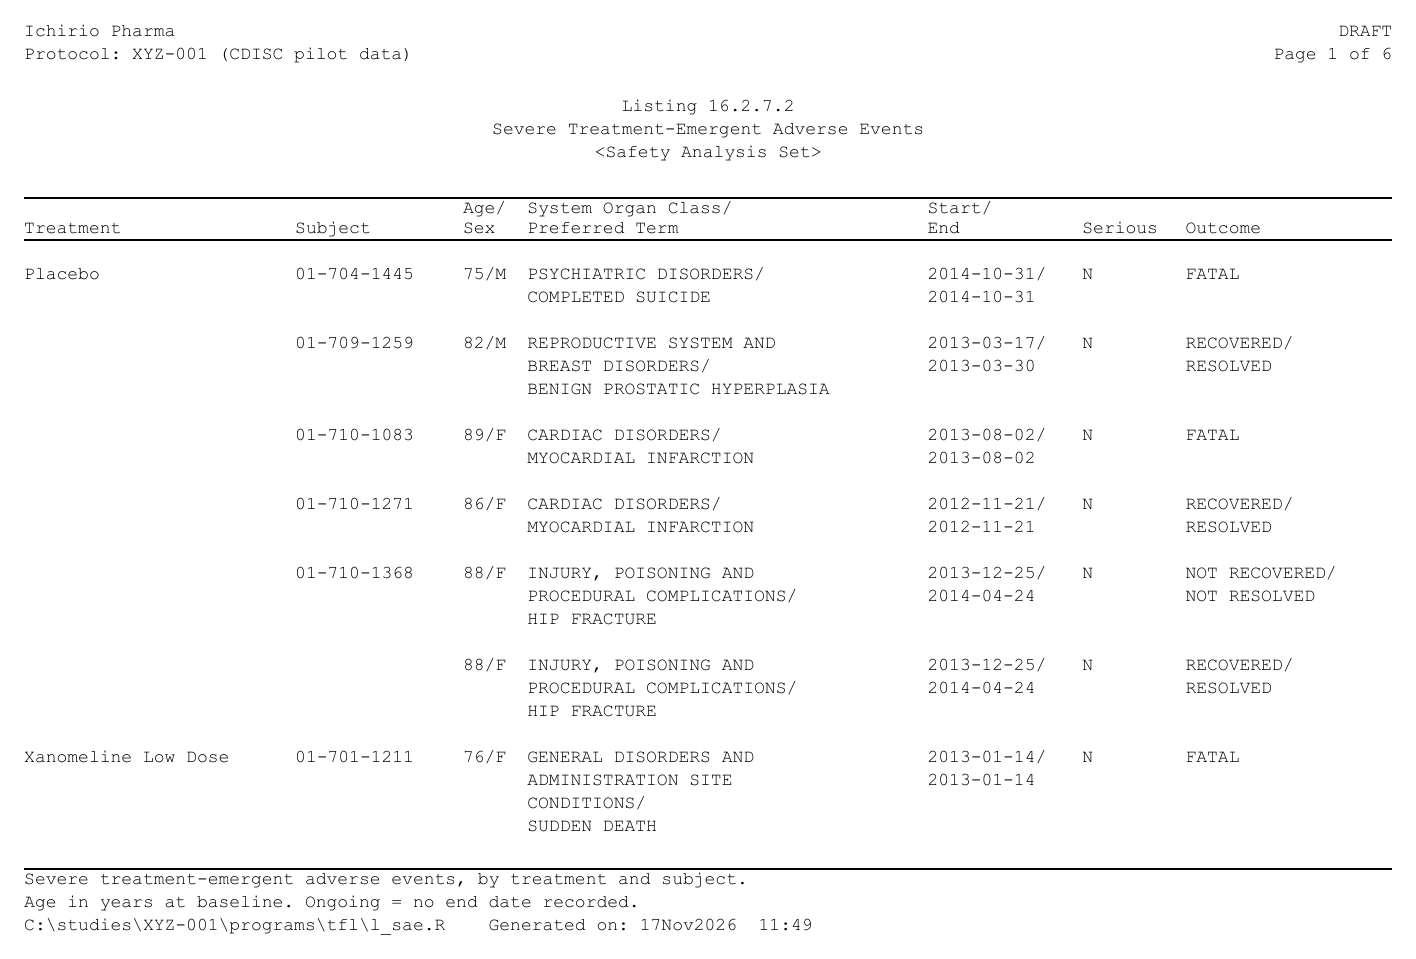 Ichirio Pharma DRAFT
Protocol: XYZ-001 (CDISC pilot data) Page 1 of 6
Listing 16.2.7.2
Severe Treatment-Emergent Adverse Events
<Safety Analysis Set>
Age/ System Organ Class/ Start/
Treatment Subject Sex Preferred Term End Serious Outcome
Placebo 01-704-1445 75/M PSYCHIATRIC DISORDERS/ 2014-10-31/ N FATAL
COMPLETED SUICIDE 2014-10-31
01-709-1259 82/M REPRODUCTIVE SYSTEM AND 2013-03-17/ N RECOVERED/
BREAST DISORDERS/ 2013-03-30 RESOLVED
BENIGN PROSTATIC HYPERPLASIA
01-710-1083 89/F CARDIAC DISORDERS/ 2013-08-02/ N FATAL
MYOCARDIAL INFARCTION 2013-08-02
01-710-1271 86/F CARDIAC DISORDERS/ 2012-11-21/ N RECOVERED/
MYOCARDIAL INFARCTION 2012-11-21 RESOLVED
01-710-1368 88/F INJURY, POISONING AND 2013-12-25/ N NOT RECOVERED/
PROCEDURAL COMPLICATIONS/ 2014-04-24 NOT RESOLVED
HIP FRACTURE
88/F INJURY, POISONING AND 2013-12-25/ N RECOVERED/
PROCEDURAL COMPLICATIONS/ 2014-04-24 RESOLVED
HIP FRACTURE
Xanomeline Low Dose 01-701-1211 76/F GENERAL DISORDERS AND 2013-01-14/ N FATAL
ADMINISTRATION SITE 2013-01-14
CONDITIONS/
SUDDEN DEATH
Severe treatment-emergent adverse events, by treatment and subject.
Age in years at baseline. Ongoing = no end date recorded.
C:\studies\XYZ-001\programs\tfl\l_sae.R Generated on: 17Nov2026 11:49